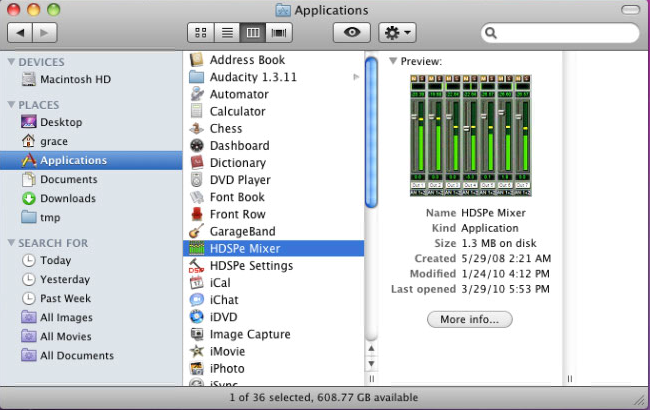 Applications
DEVICES
Macintosh HD
PLACES
Desktop
grace
Applications
Documents
Downloads
tmp
SEARCH FOR
Today
Yesterday
Past Week
All Images
All Movies
All Documents
Address Book
Audacity 1.3.11
Automator
Calculator
Chess
Dashboard
Dictionary
DVD Player
Font Book
Front Row
GarageBand
HDSPe Mixer
HDSPe Settings
iCal
iChat
iDVD
Image Capture
iMovie
iPhoto
iSync
Preview:
Name HDSPe Mixer
Kind Application
Size 1.3 MB on disk
Created 5/29/08 2:21 AM
Modified 1/24/10 4:12 PM
Last opened 3/29/10 5:53 PM
More info...
1 of 36 selected, 608.77 GB available